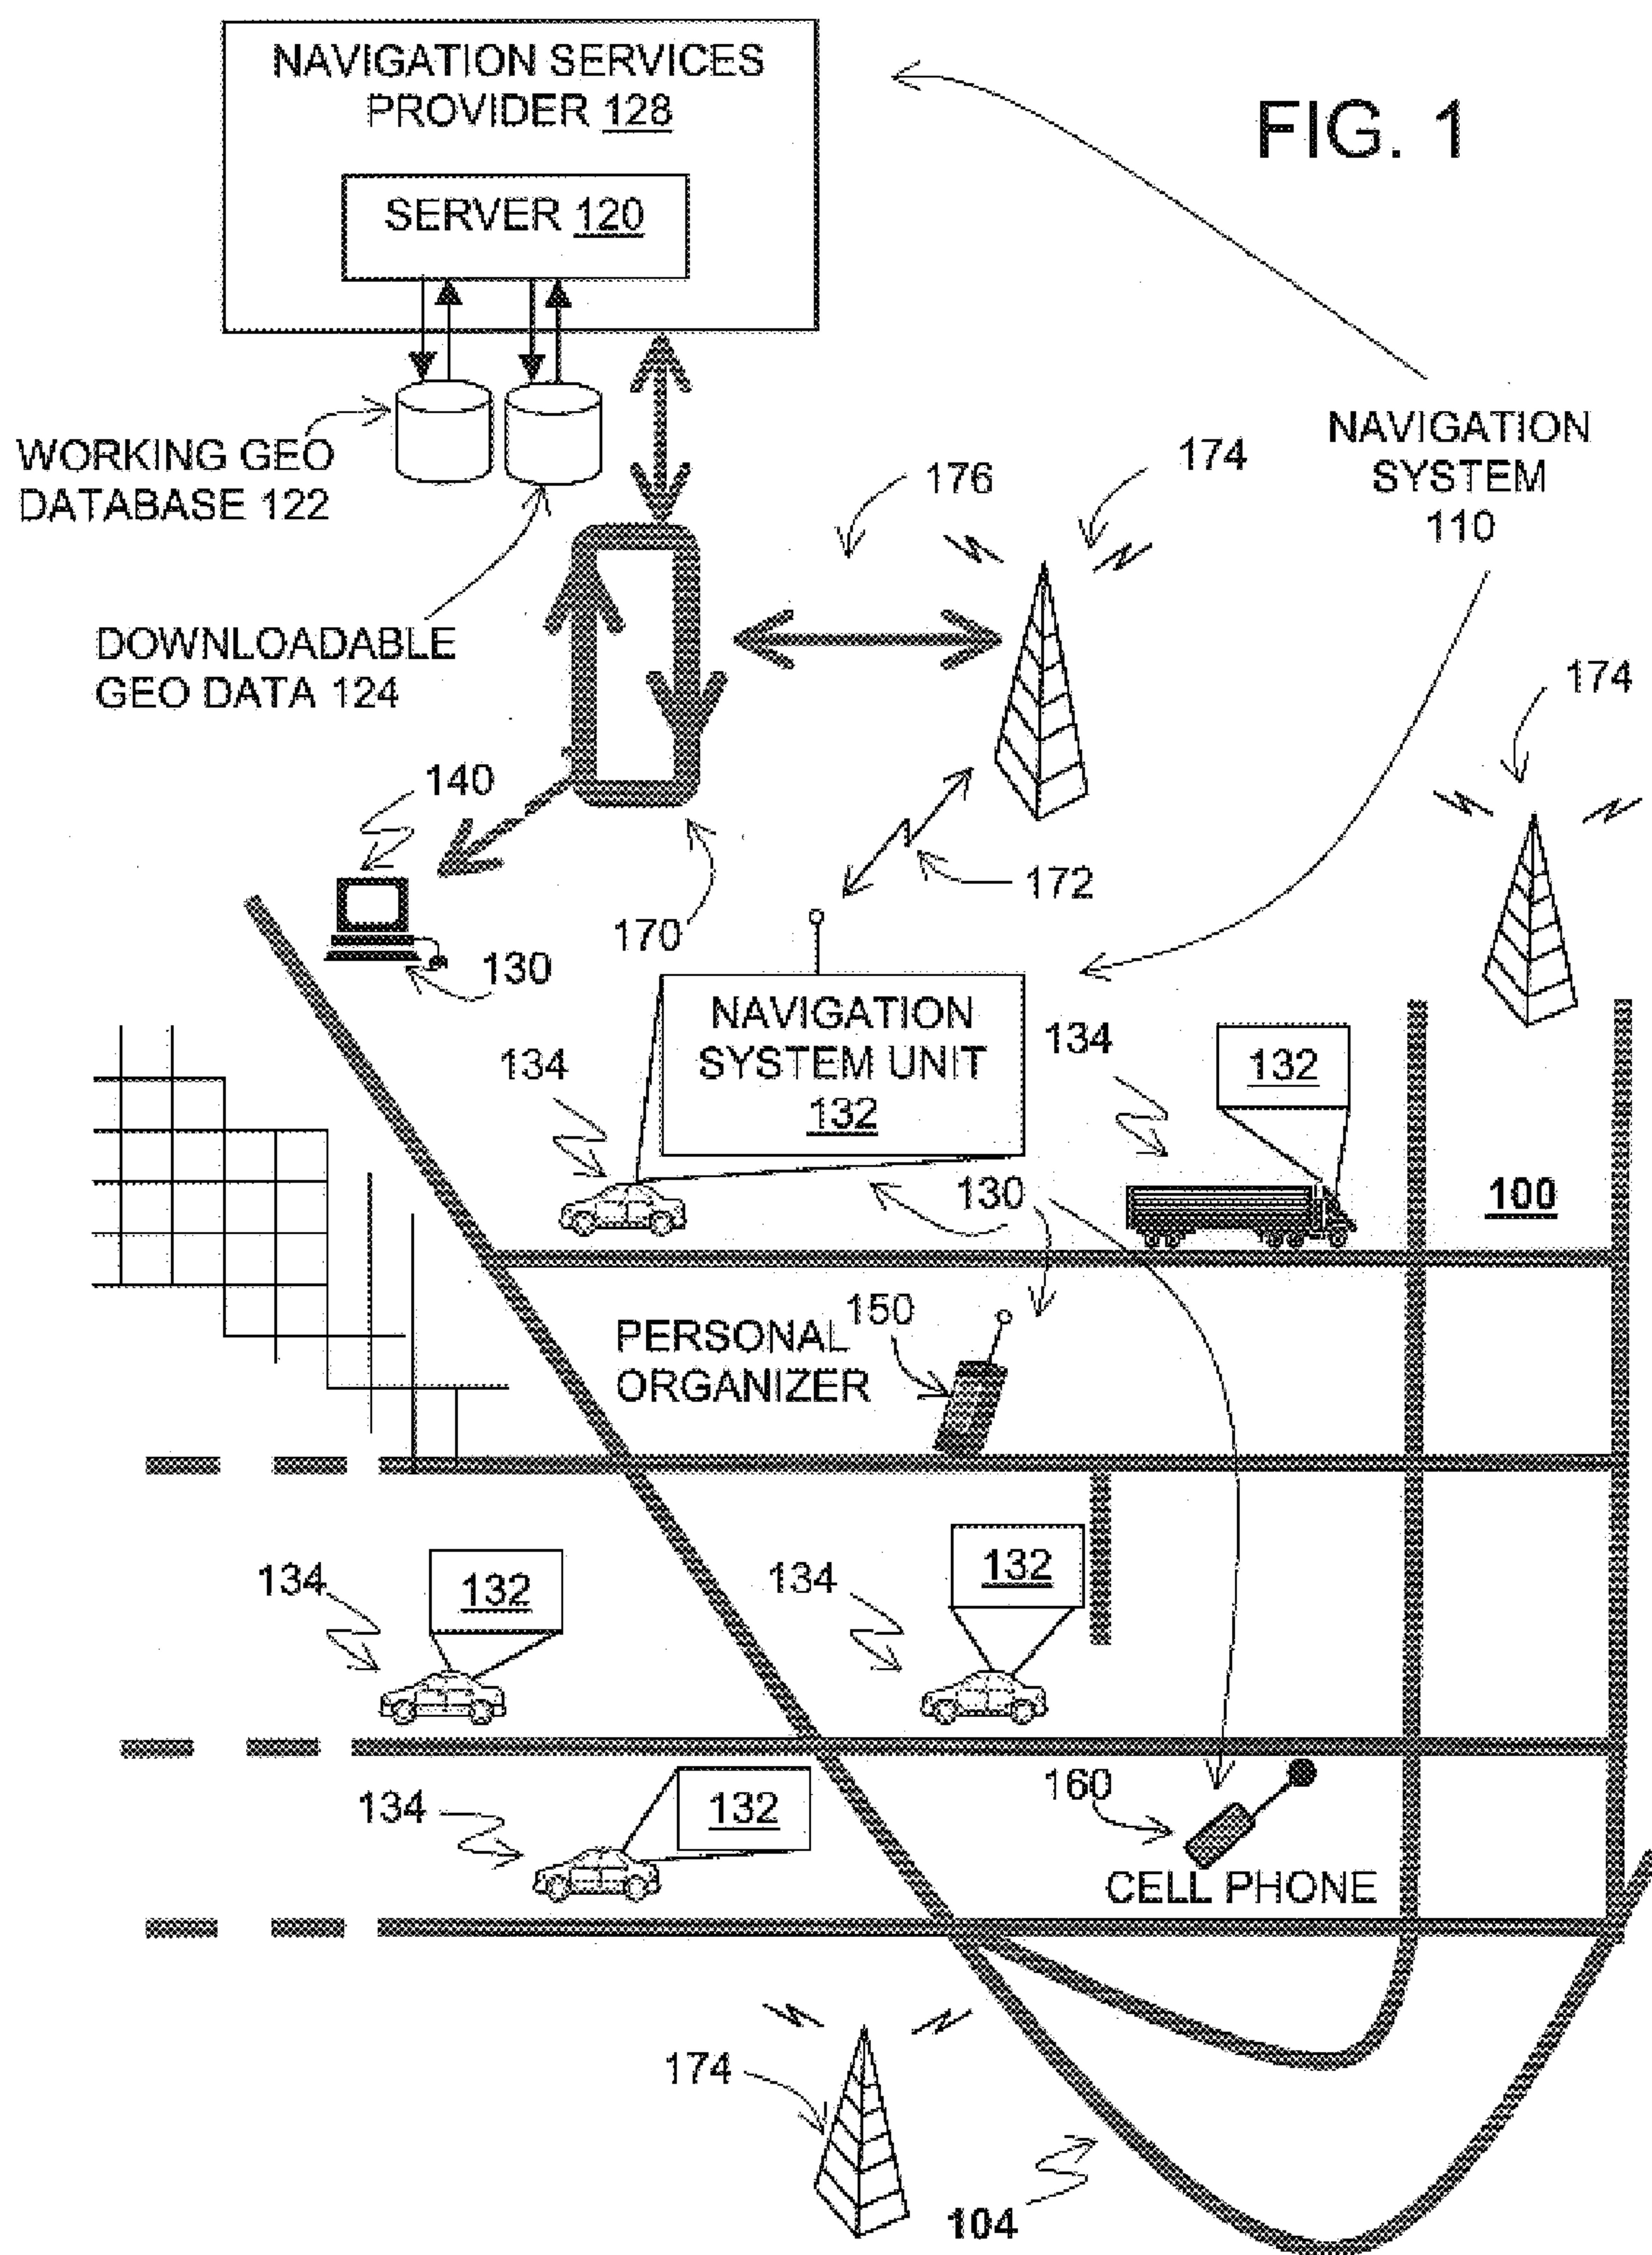 NAVIGATION SERVICES
PROVIDER 128
FIG. 1
SERVER 120
WORKING GEO
DATABASE 122
NAVIGATION
SYSTEM
110
176
174
DOWNLOADABLE
GEO DATA 124
174
140
172
170
130
NAVIGATION
SYSTEM UNIT
132
134
134
132
130
100
150
PERSONAL
ORGANIZER
134
132
134
132
160
134
132
CELL PHONE
174
104